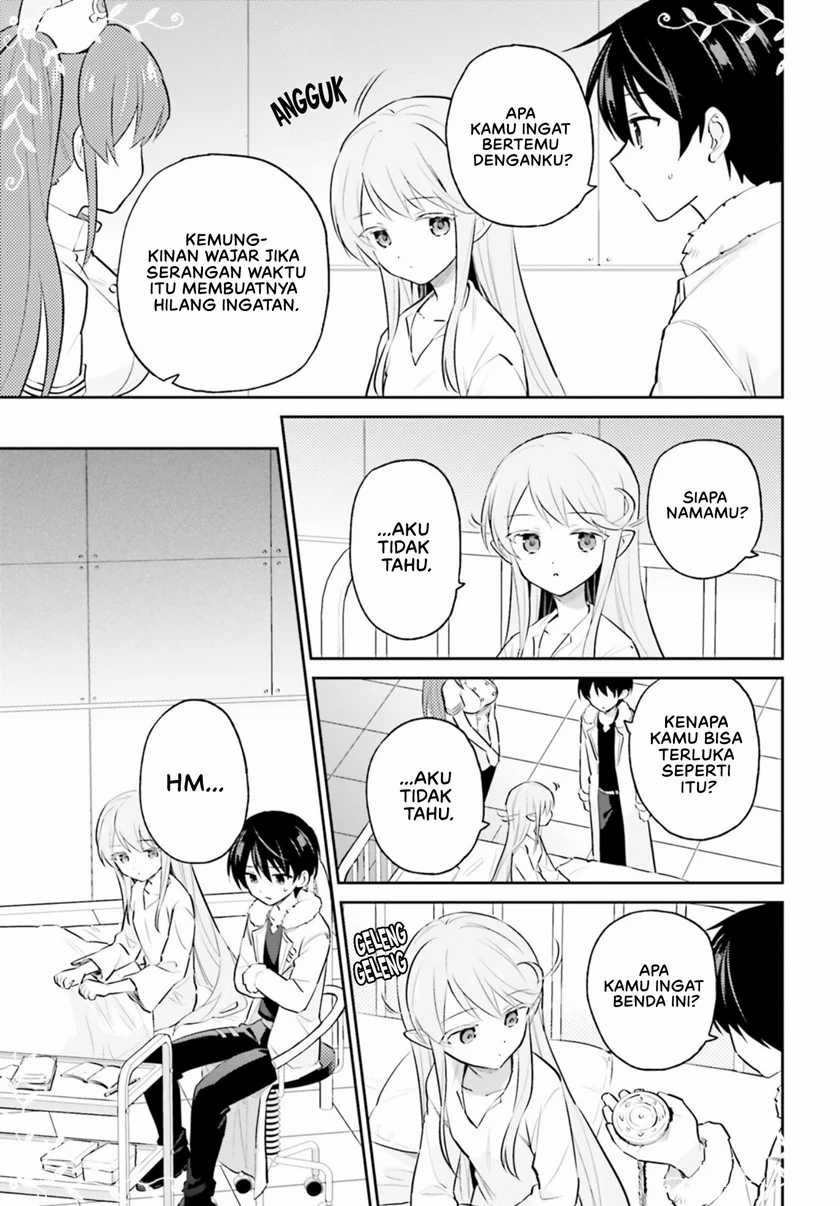 APA
KAMU INGAT
BERTEMU
DENGANKU?
ANGGUK
KEMUNG-
KINAN WAJAR JIKA
SERANGAN WAKTU
ITU MEMBUATNYA
HILANG INGATAN.
SIAPA
NAMAMU?
...AKU
TIDAK
TAHU.
KENAPA
KAMU BISA
TERLUKA
SEPERTI
ITU?
...AKU
TIDAK
TAHU.
APA
KAMU INGAT
BENDA INI?
GELENG
GELENG
HM...